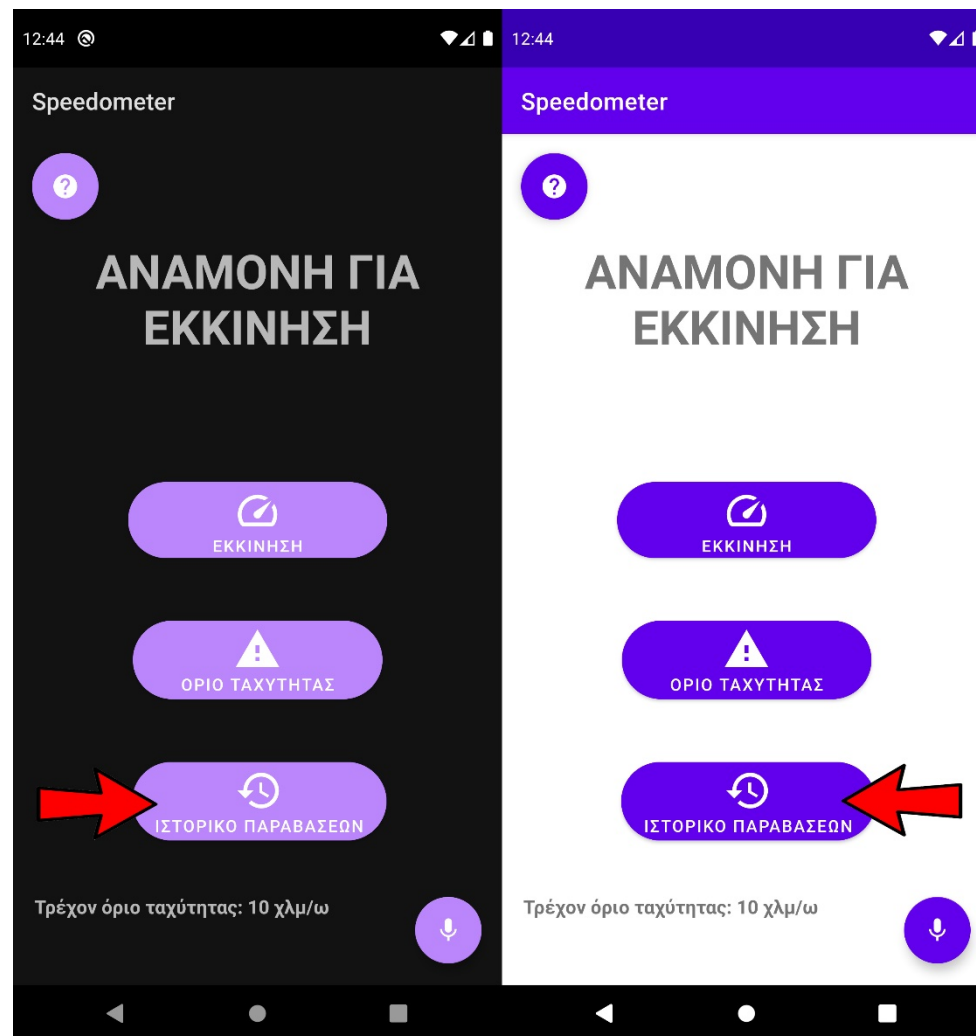 12:44
Speedometer
ΑΝΑΜΟΝΗ ΓΙΑ
ΕΚΚΙΝΗΣΗ
ΕΚΚΙΝΗΣΗ
ΟΡΙΟ ΤΑΧΥΤΗΤΑΣ
ΙΣΤΟΡΙΚΟ ΠΑΡΑΒΑΣΕΩΝ
Τρέχον όριο ταχύτητας: 10 χλμ/ω
12:44
Speedometer
ΑΝΑΜΟΝΗ ΓΙΑ
ΕΚΚΙΝΗΣΗ
ΕΚΚΙΝΗΣΗ
ΟΡΙΟ ΤΑΧΥΤΗΤΑΣ
ΙΣΤΟΡΙΚΟ ΠΑΡΑΒΑΣΕΩΝ
Τρέχον όριο ταχύτητας: 10 χλμ/ω